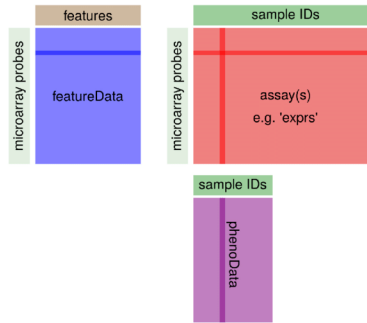 features
sample IDs
microarray probes
featureData
microarray probes
assay(s)
e.g. 'exprs'
sample IDs
phenoData